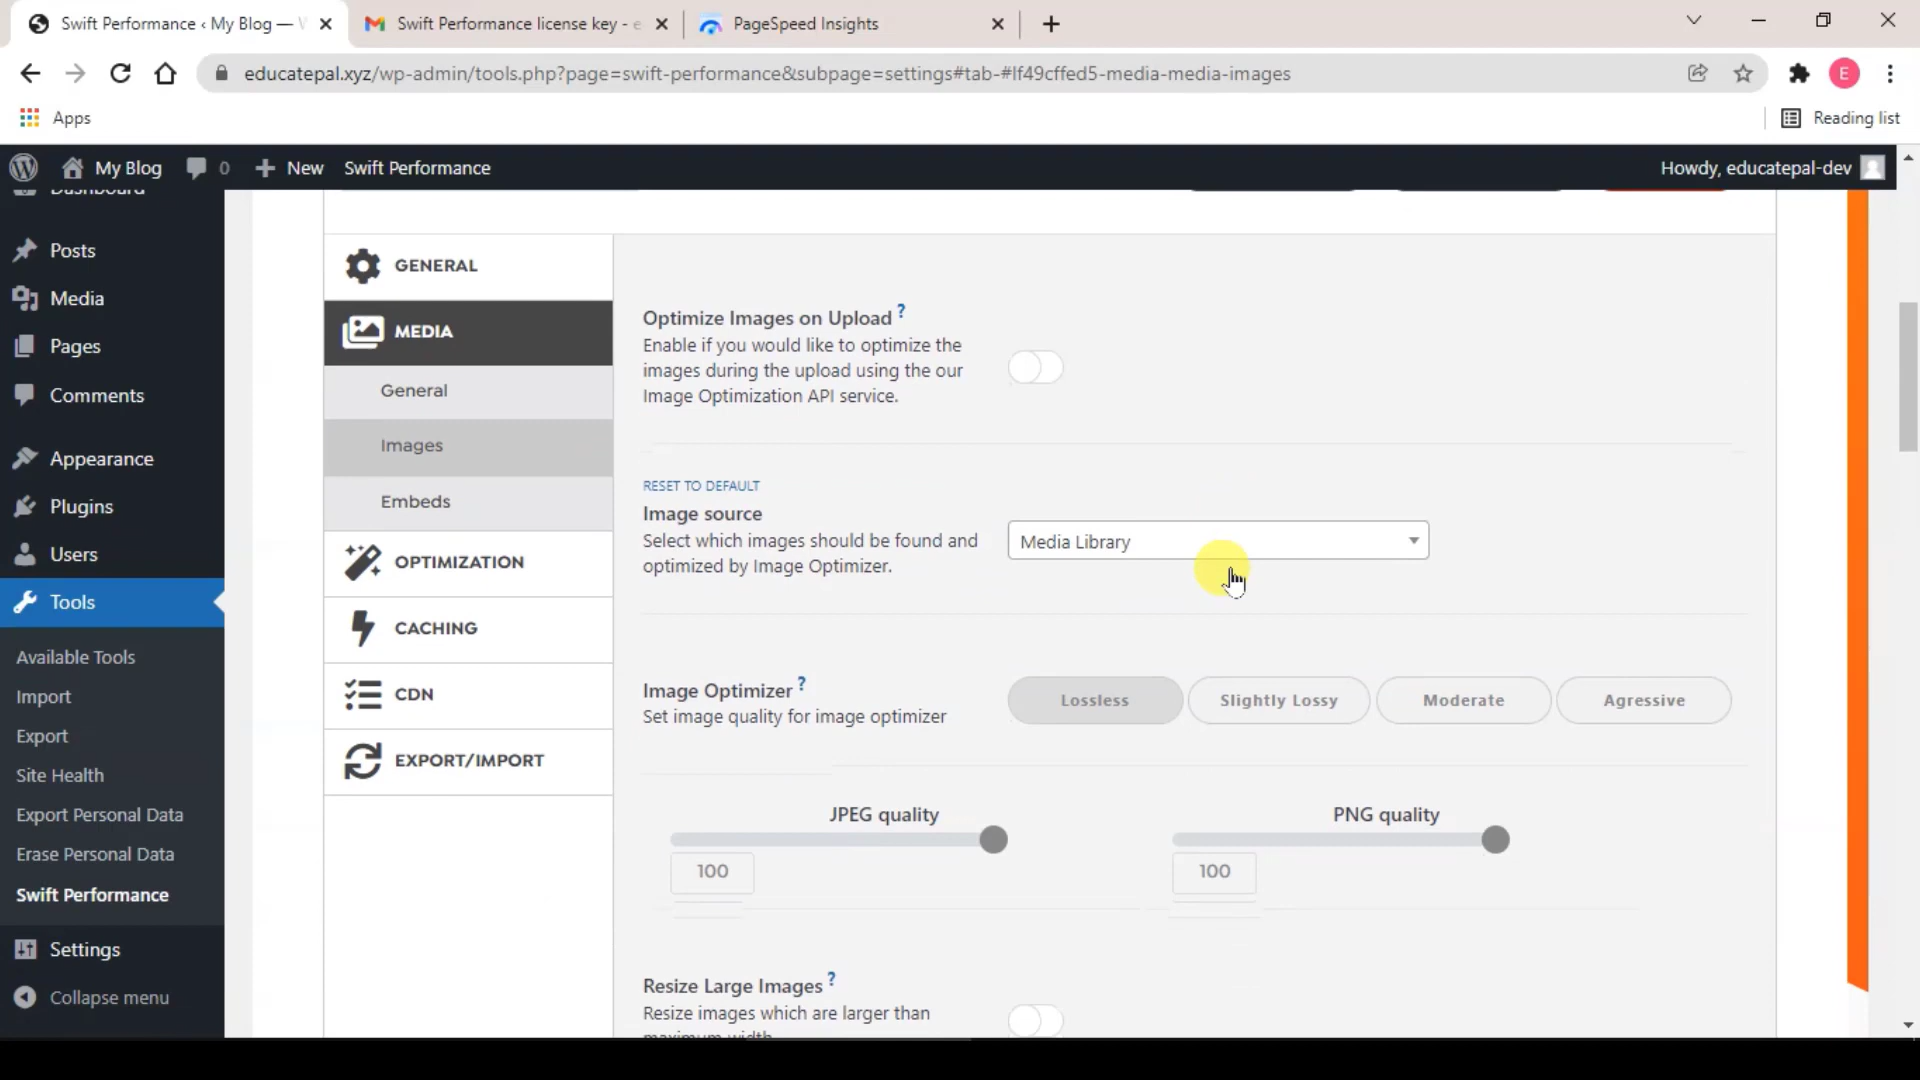 Swift Performance ‹ My Blog —
Swift Performance license key -
PageSpeed Insights
educatepal.xyz/wp-admin/tools.php?page=swift-performance&subpage=settings#tab-#lf49cffed5-media-media-images
E
Apps
Reading list
My Blog
0
New
Swift Performance
Howdy, educatepal-dev
Dashboard
Posts
Media
Pages
Comments
Appearance
Plugins
Users
Tools
Available Tools
Import
Export
Site Health
Export Personal Data
Erase Personal Data
Swift Performance
Settings
Collapse menu
GENERAL
MEDIA
General
Images
Embeds
OPTIMIZATION
CACHING
CDN
EXPORT/IMPORT
Optimize Images on Upload ?
Enable if you would like to optimize the
images during the upload using the our
Image Optimization API service.
RESET TO DEFAULT
Image source
Select which images should be found and
optimized by Image Optimizer.
Media Library
Image Optimizer ?
Set image quality for image optimizer
Lossless
Slightly Lossy
Moderate
Agressive
JPEG quality
100
PNG quality
100
Resize Large Images ?
Resize images which are larger than
maximum width